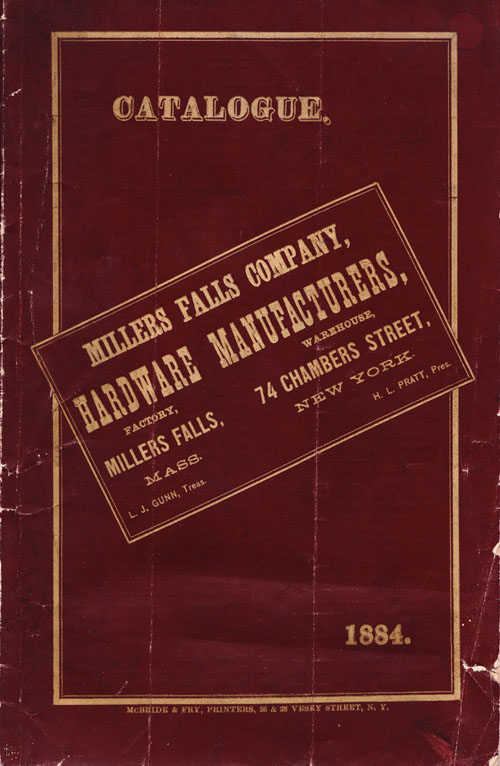 CATALOGUE.
MILLERS FALLS COMPANY,
HARDWARE MANUFACTURERS,
FACTORY,
MILLERS FALLS,
MASS.
L. J. GUNN, Treas.
WAREHOUSE,
74 CHAMBERS STREET,
NEW YORK.
H. L. PRATT, Pres.
1884.
McBRIDE & FRY, PRINTERS, 26 & 28 VESEY STREET, N. Y.